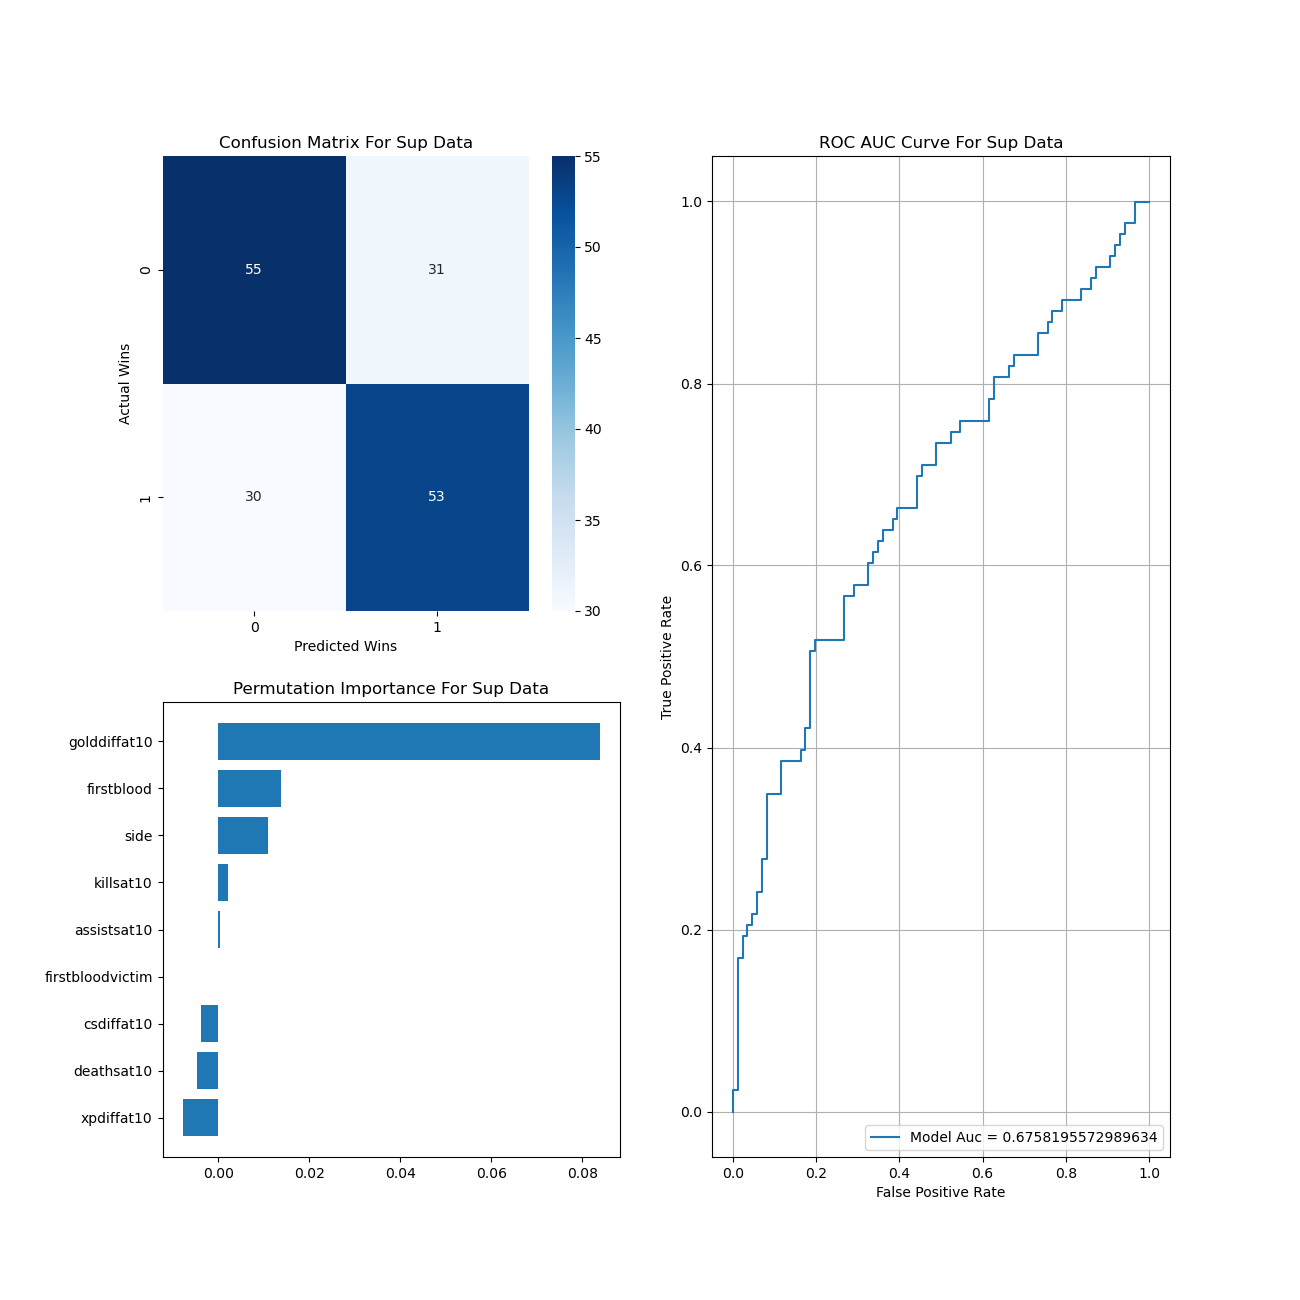 Confusion Matrix For Sup Data
Actual Wins
0
1
55
31
30
53
0
1
Predicted Wins
55
50
45
40
35
30
Permutation Importance For Sup Data
golddiffat10
firstblood
side
killsat10
assistsat10
firstbloodvictim
csdiffat10
deathsat10
xpdiffat10
0.00
0.02
0.04
0.06
0.08
ROC AUC Curve For Sup Data
True Positive Rate
1.0
0.8
0.6
0.4
0.2
0.0
Model Auc = 0.6758195572989634
0.0
0.2
0.4
0.6
0.8
1.0
False Positive Rate